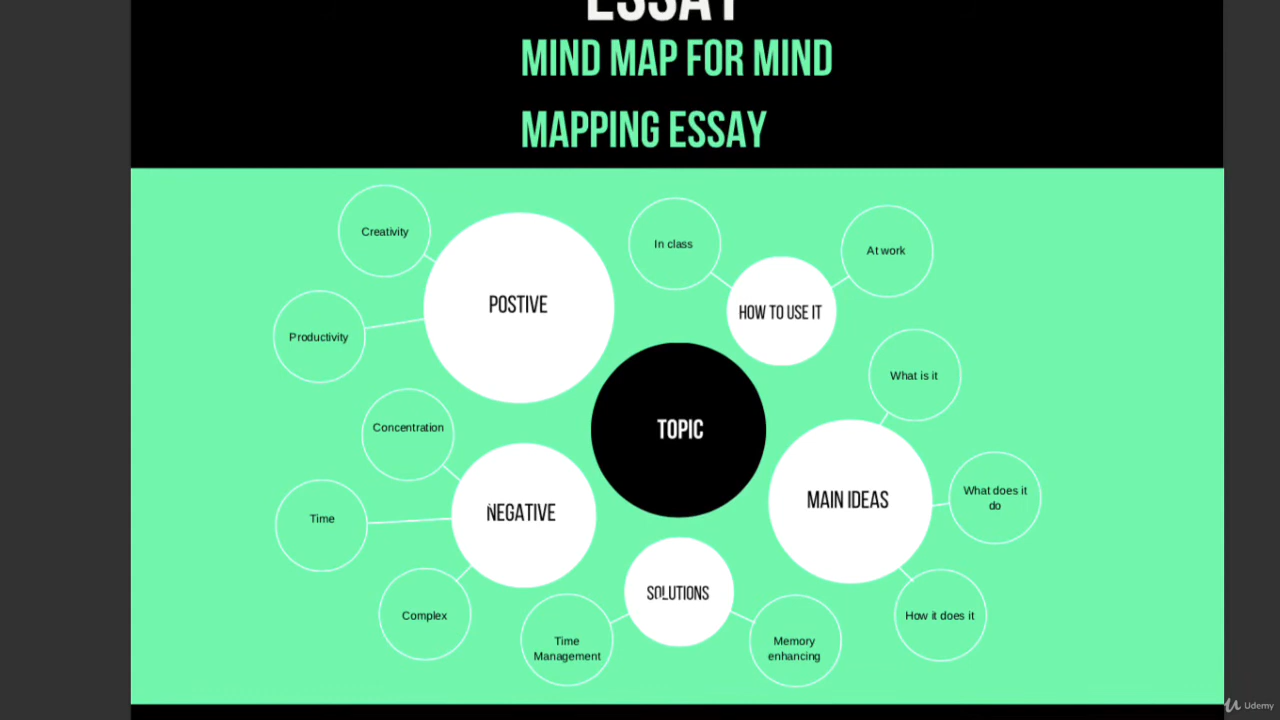 ESSAY
MIND MAP FOR MIND
MAPPING ESSAY
Creativity
POSTIVE
Productivity
In class
At work
HOW TO USE IT
What is it
TOPIC
Concentration
NEGATIVE
Time
Complex
MAIN IDEAS
What does it
do
How it does it
SOLUTIONS
Time
Management
Memory
enhancing
Udemy